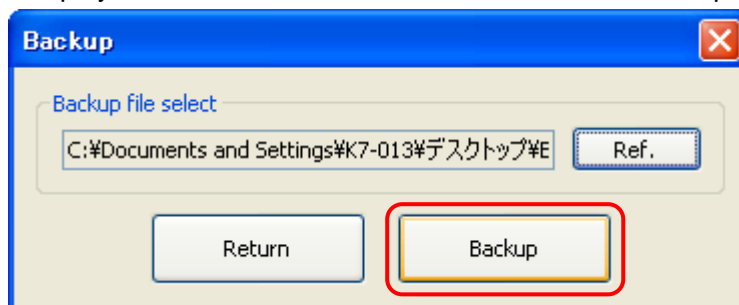 Backup
Backup file select
C:¥Documents and Settings¥K7-013¥デスクトップ¥E Ref.
Return Backup